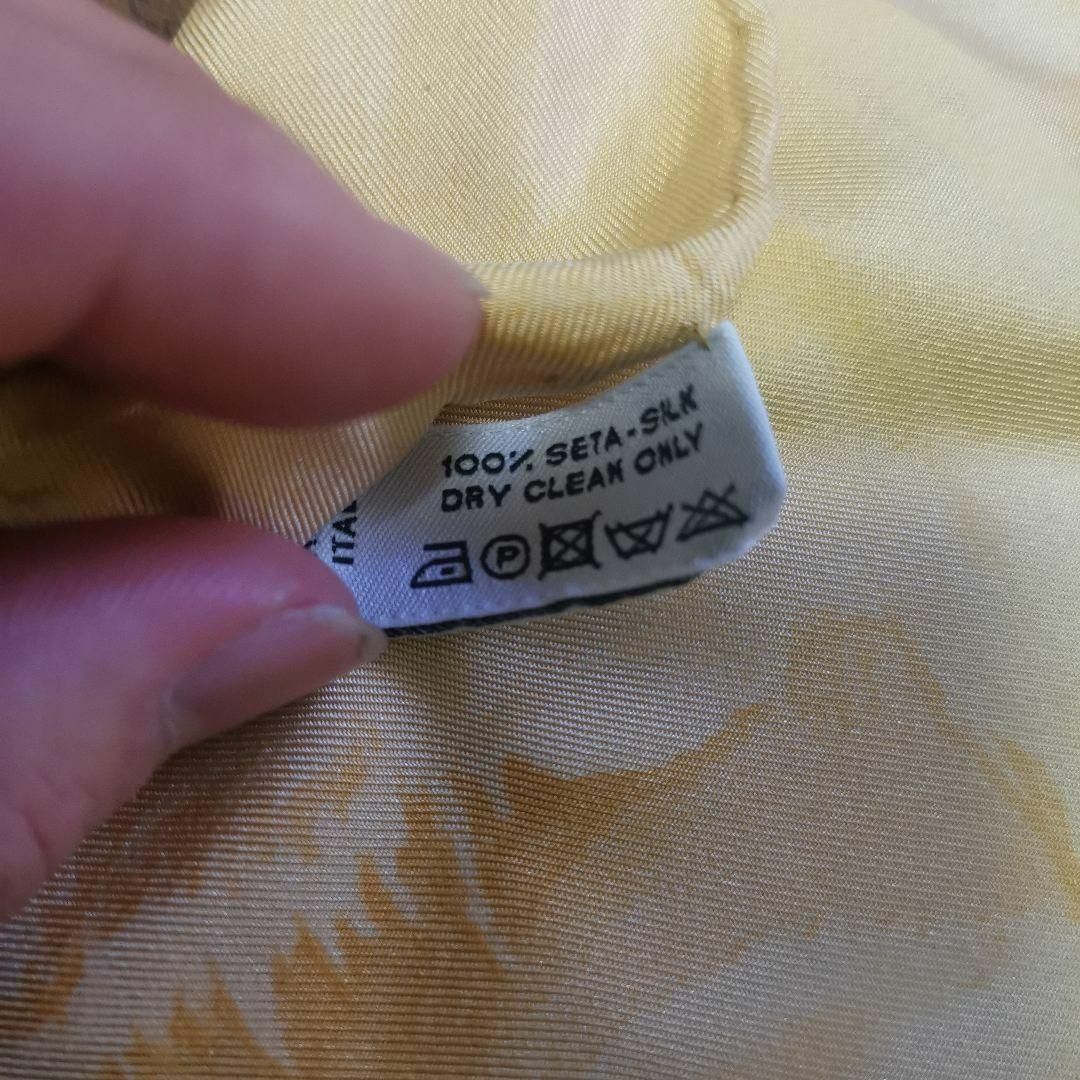 100% SETA-SILK
DRY CLEAN ONLY
P